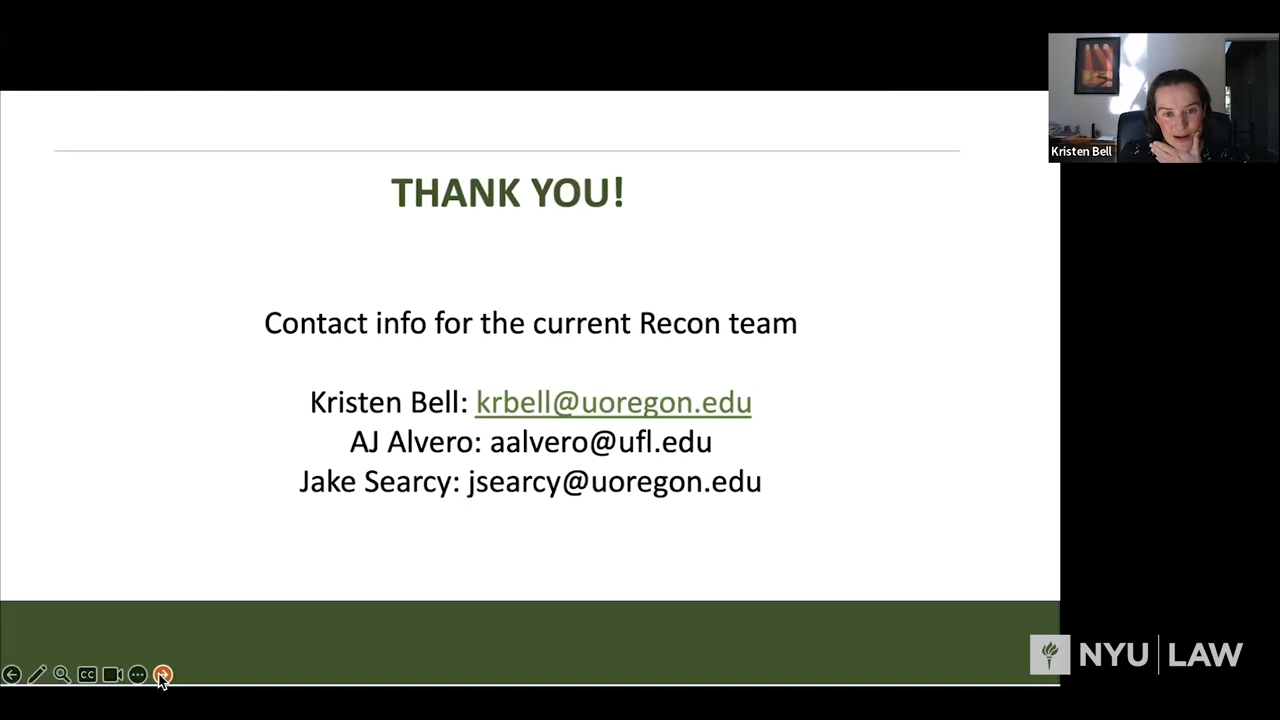 Kristen Bell
THANK YOU!
Contact info for the current Recon team
Kristen Bell: krbell@uoregon.edu
AJ Alvero: aalvero@ufl.edu
Jake Searcy: jsearcy@uoregon.edu
CC
NYU | LAW